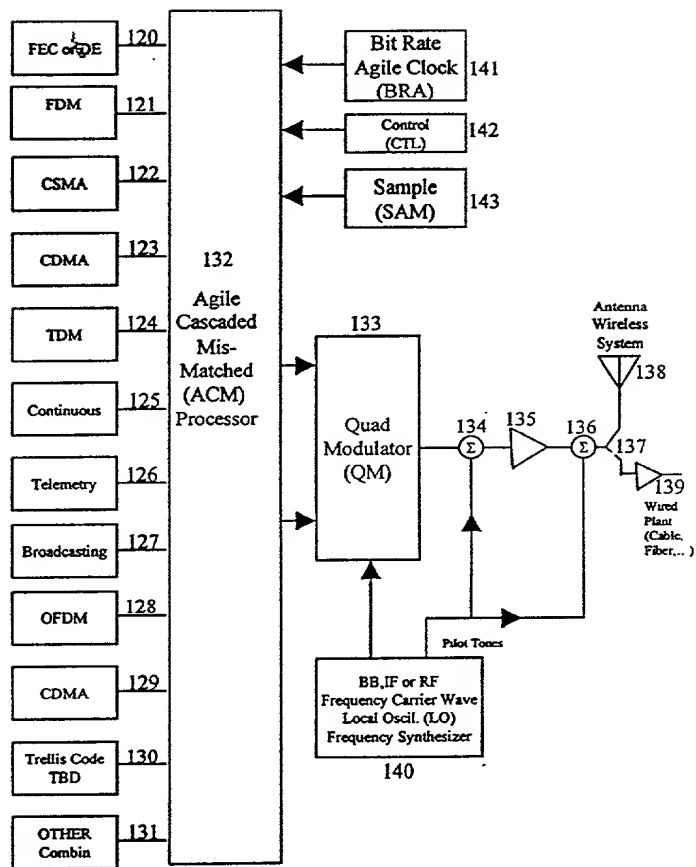 FEC or DE 120
FDM 121
CSMA 122
CDMA 123
TDM 124
Continuous 125
Telemetry 126
Broadcasting 127
OFDM 128
CDMA 129
Trellis Code 130
TBD
OTHER 131
Combin
132
Agile
Cascaded
Mis-
Matched
(ACM)
Processor
Bit Rate
Agile Clock
(BRA)
141
Control
(CTL)
142
Sample
(SAM)
143
133
Quad
Modulator
(QM)
134
Σ
135
136
Σ
Antenna
Wireless
System
138
137
139
Wired
Plant
(Cable,
Fiber,.. )
Pilot Tones
BB,IF or RF
Frequency Carrier Wave
Local Oscil. (LO)
Frequency Synthesizer
140